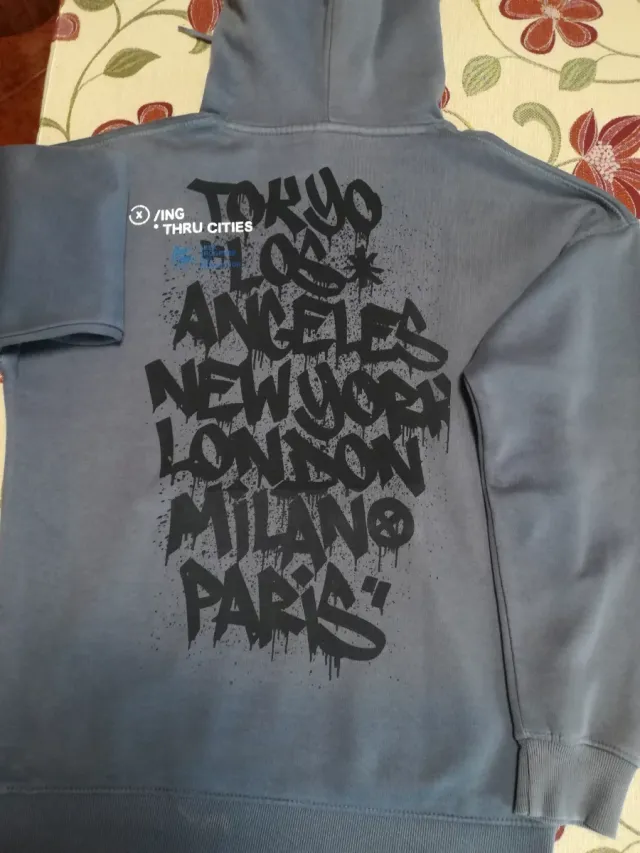 TOKYO
(X) /ING
• THRU CITIES
LOS*
ANGELES
NEW YORK
LONDON
MILANO
PARIS"